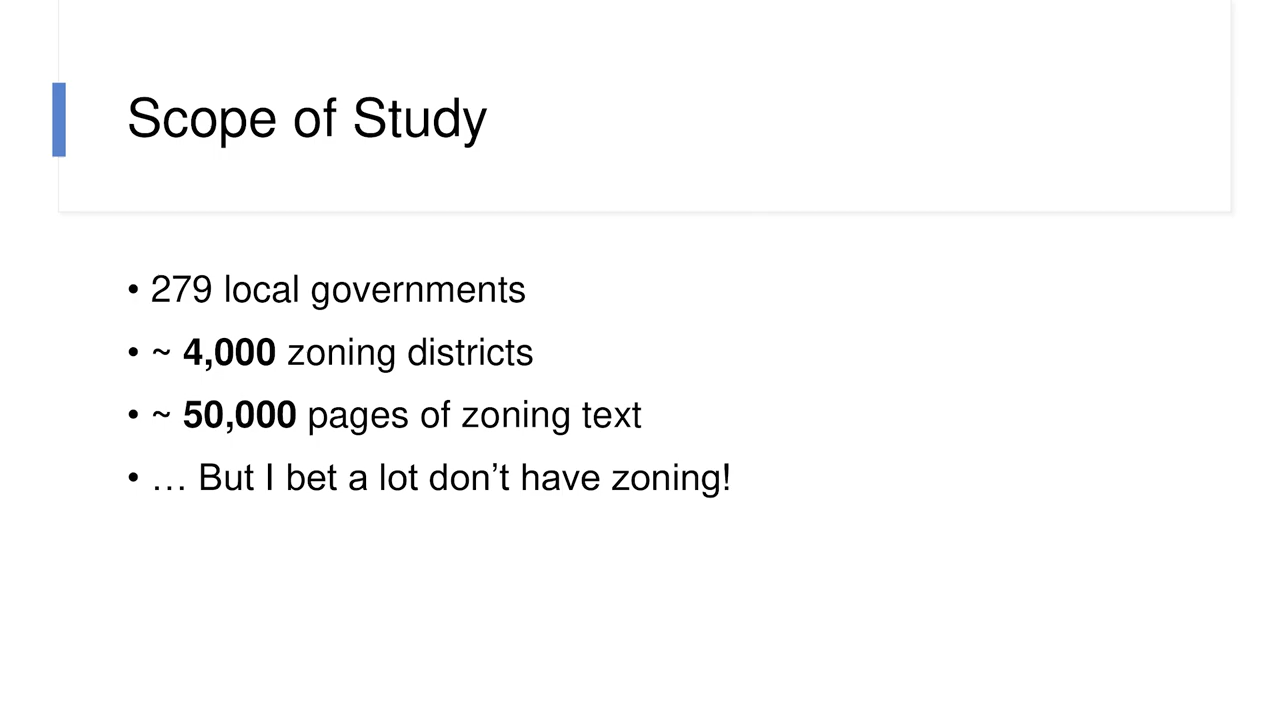 Scope of Study
• 279 local governments
• ~ 4,000 zoning districts
• ~ 50,000 pages of zoning text
• … But I bet a lot don’t have zoning!